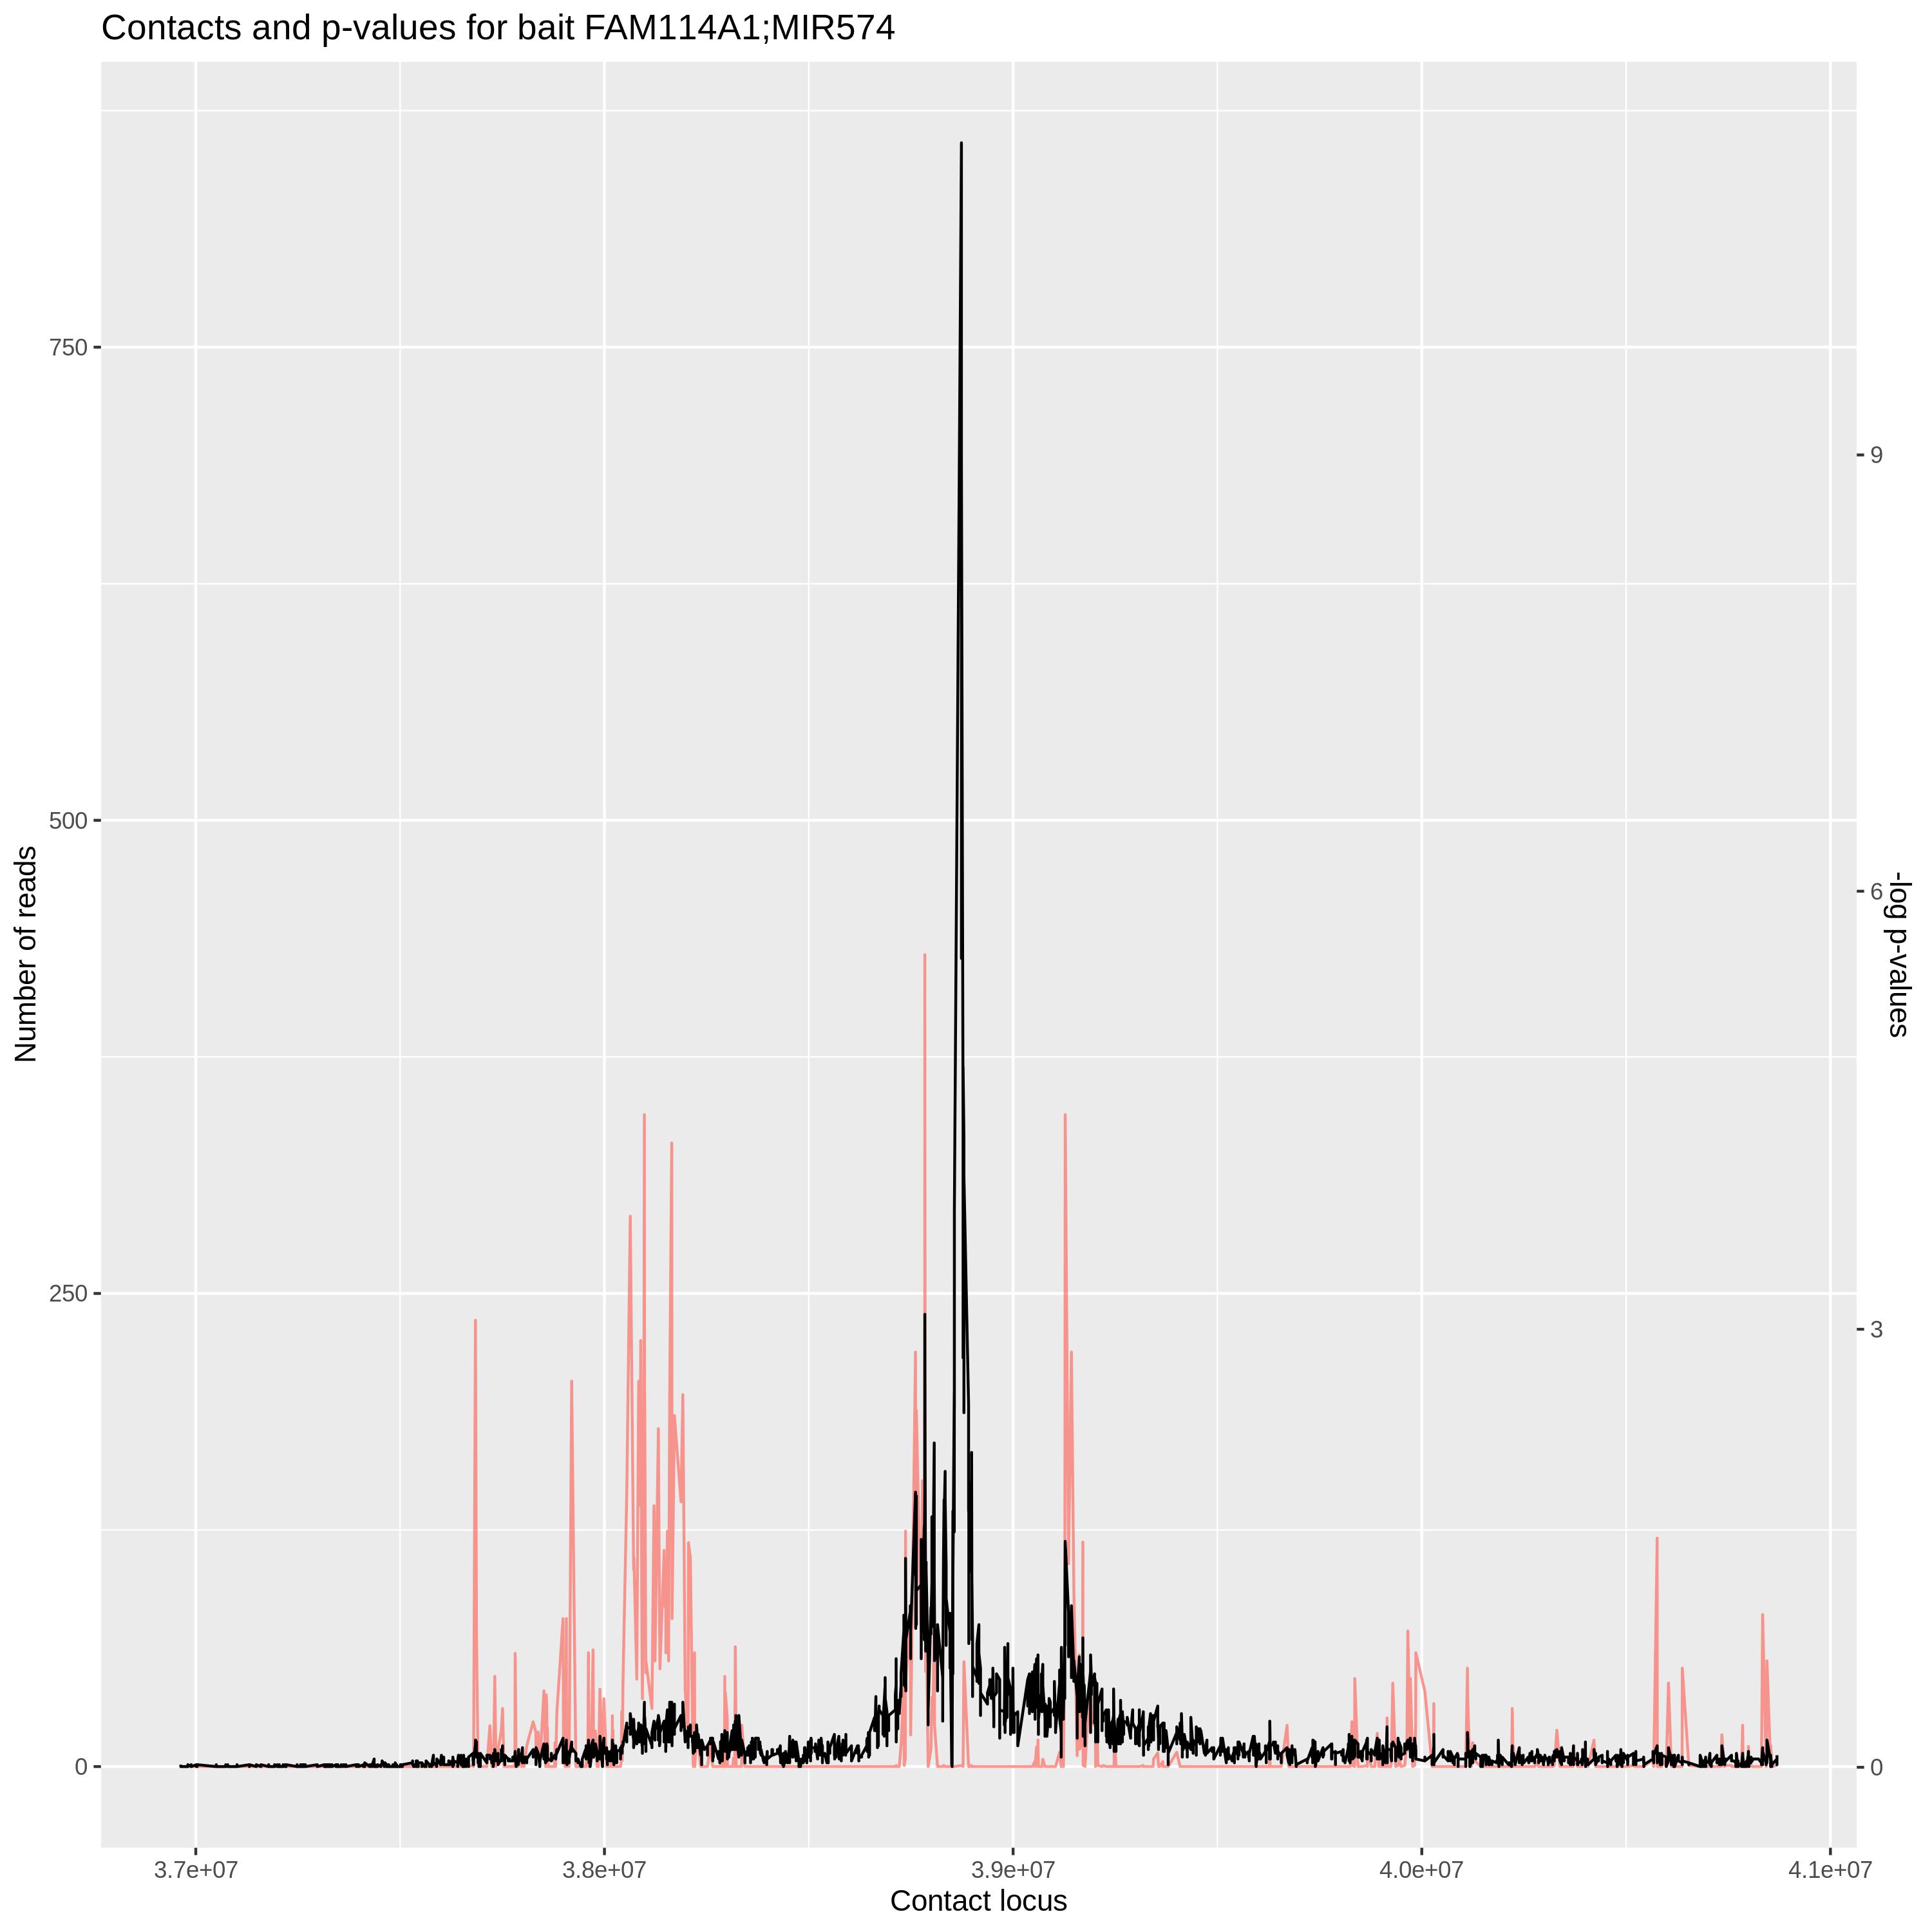 Contacts and p-values for bait FAM114A1;MIR574
Number of reads
750
500
250
0
9
6
3
0
-log p-values
3.7e+07
3.8e+07
3.9e+07
4.0e+07
4.1e+07
Contact locus